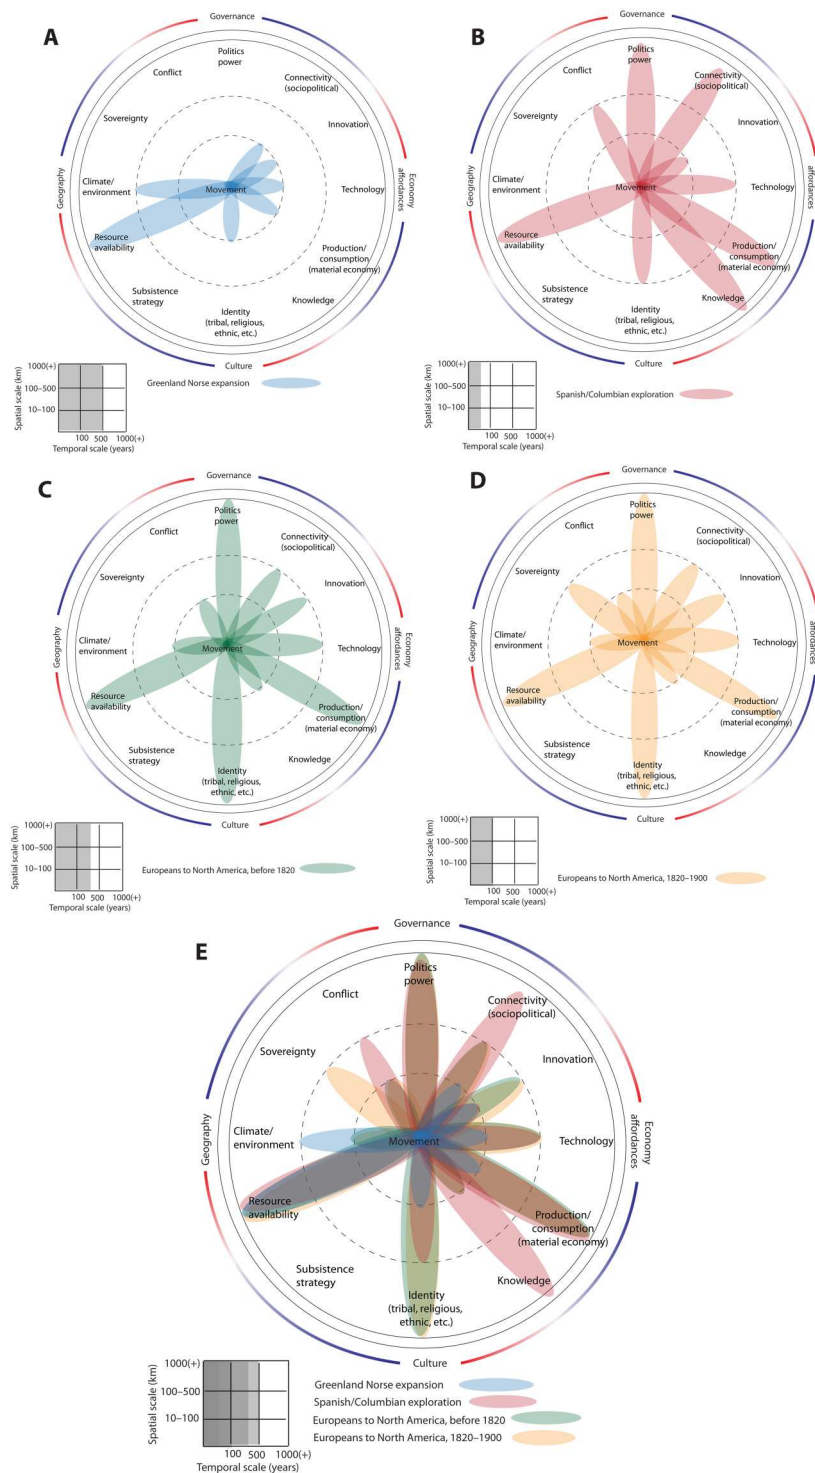 A
Governance
Politics
power
Conflict
Connectivity
(sociopolitical)
Sovereignty
Innovation
Geography
Climate/
environment
Movement
Technology
Economy
affordances
Resource
availability
Production/
consumption
(material economy)
Subsistence
strategy
Identity
(tribal, religious,
ethnic, etc.)
Knowledge
Culture
Spatial scale (km)
1000(+)
100–500
10–100
100 500 1000(+)
Temporal scale (years)
Greenland Norse expansion
B
Governance
Politics
power
Conflict
Connectivity
(sociopolitical)
Sovereignty
Innovation
Geography
Climate/
environment
Movement
Technology
Economy
affordances
Resource
availability
Production/
consumption
(material economy)
Subsistence
strategy
Identity
(tribal, religious,
ethnic, etc.)
Knowledge
Culture
Spatial scale (km)
1000(+)
100–500
10–100
100 500 1000(+)
Temporal scale (years)
Spanish/Columbian exploration
C
Governance
Politics
power
Conflict
Connectivity
(sociopolitical)
Sovereignty
Innovation
Geography
Climate/
environment
Movement
Technology
Economy
affordances
Resource
availability
Production/
consumption
(material economy)
Subsistence
strategy
Identity
(tribal, religious,
ethnic, etc.)
Knowledge
Culture
Spatial scale (km)
1000(+)
100–500
10–100
100 500 1000(+)
Temporal scale (years)
Europeans to North America, before 1820
D
Governance
Politics
power
Conflict
Connectivity
(sociopolitical)
Sovereignty
Innovation
Geography
Climate/
environment
Movement
Technology
Economy
affordances
Resource
availability
Production/
consumption
(material economy)
Subsistence
strategy
Identity
(tribal, religious,
ethnic, etc.)
Knowledge
Culture
Spatial scale (km)
1000(+)
100–500
10–100
100 500 1000(+)
Temporal scale (years)
Europeans to North America, 1820–1900
E
Governance
Politics
power
Conflict
Connectivity
(sociopolitical)
Sovereignty
Innovation
Geography
Climate/
environment
Movement
Technology
Economy
affordances
Resource
availability
Production/
consumption
(material economy)
Subsistence
strategy
Identity
(tribal, religious,
ethnic, etc.)
Knowledge
Culture
Spatial scale (km)
1000(+)
100–500
10–100
100 500 1000(+)
Temporal scale (years)
Greenland Norse expansion
Spanish/Columbian exploration
Europeans to North America, before 1820
Europeans to North America, 1820–1900